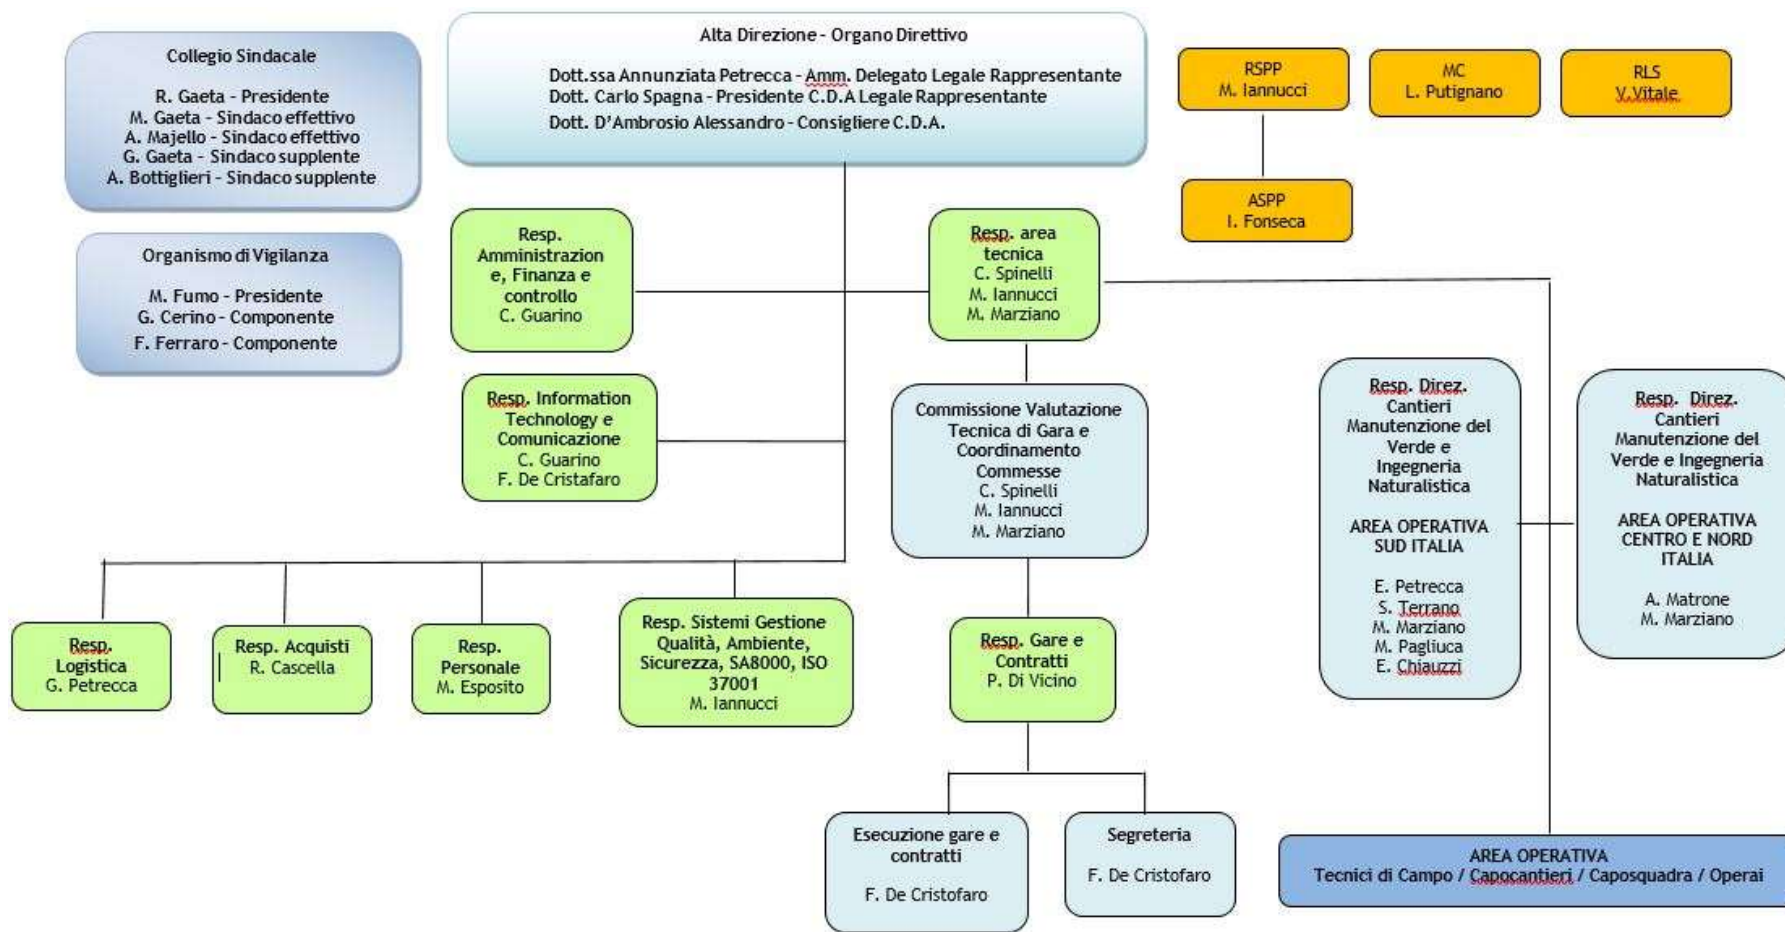 Collegio Sindacale
R. Gaeta - Presidente
M. Gaeta - Sindaco effettivo
A. Majello - Sindaco effettivo
G. Gaeta - Sindaco supplente
A. Bottiglieri - Sindaco supplente
Alta Direzione - Organo Direttivo
Dott.ssa Annunziata Petrecca - Amm. Delegato Legale Rappresentante
Dott. Carlo Spagna - Presidente C.D.A Legale Rappresentante
Dott. D'Ambrosio Alessandro - Consigliere C.D.A.
RSPP
M. Iannucci
MC
L. Putignano
RLS
V.Vitale
ASPP
I. Fonseca
Organismo di Vigilanza
M. Fumo - Presidente
G. Cerino - Componente
F. Ferraro - Componente
Resp.
Amministrazion
e, Finanza e
controllo
C. Guarino
Resp. area
tecnica
C. Spinelli
M. Iannucci
M. Marziano
Resp. Information
Technology e
Comunicazione
C. Guarino
F. De Cristafaro
Commissione Valutazione
Tecnica di Gara e
Coordinamento
Commesse
C. Spinelli
M. Iannucci
M. Marziano
Resp. Direz.
Cantieri
Manutenzione del
Verde e
Ingegneria
Naturalistica
AREA OPERATIVA
SUD ITALIA
E. Petrecca
S. Terrano
M. Marziano
M. Pagliuca
E. Chiauzzi
Resp. Direz.
Cantieri
Manutenzione del
Verde e Ingegneria
Naturalistica
AREA OPERATIVA
CENTRO E NORD
ITALIA
A. Matrone
M. Marziano
Resp.
Logistica
G. Petrecca
Resp. Acquisti
R. Cascella
Resp.
Personale
M. Esposito
Resp. Sistemi Gestione
Qualità, Ambiente,
Sicurezza, SA8000, ISO
37001
M. Iannucci
Resp. Gare e
Contratti
P. Di Vicino
Esecuzione gare e
contratti
F. De Cristofaro
Segreteria
F. De Cristofaro
AREA OPERATIVA
Tecnici di Campo / Capocantieri / Caposquadra / Operai